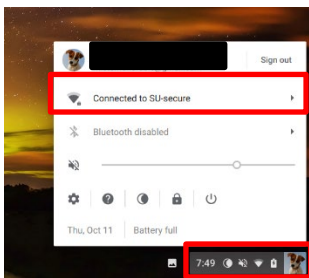 Sign out
Connected to SU-secure
Bluetooth disabled
Thu, Oct 11 Battery full
7:49